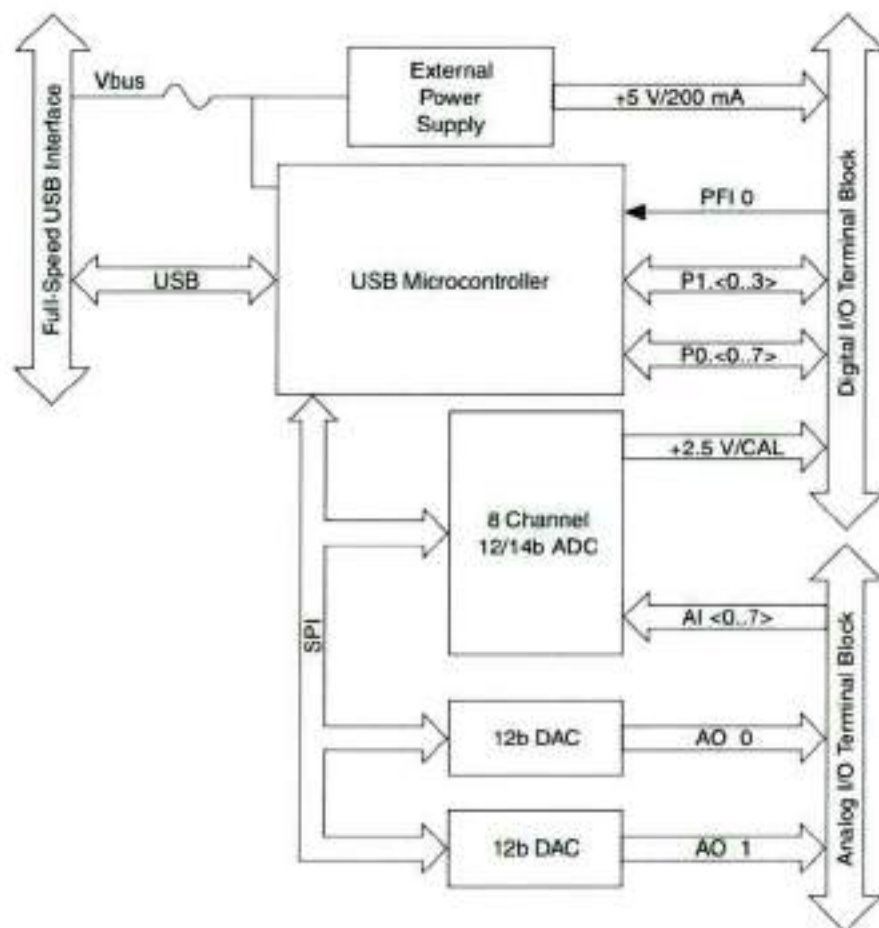 Full-Speed USB Interface
Vbus
External
Power
Supply
+5 V/200 mA
USB
USB Microcontroller
PFI 0
P1.<0..3>
P0.<0..7>
Digital I/O Terminal Block
SPI
8 Channel
12/14b ADC
+2.5 V/CAL
AI <0..7>
12b DAC
AO 0
12b DAC
AO 1
Analog I/O Terminal Block